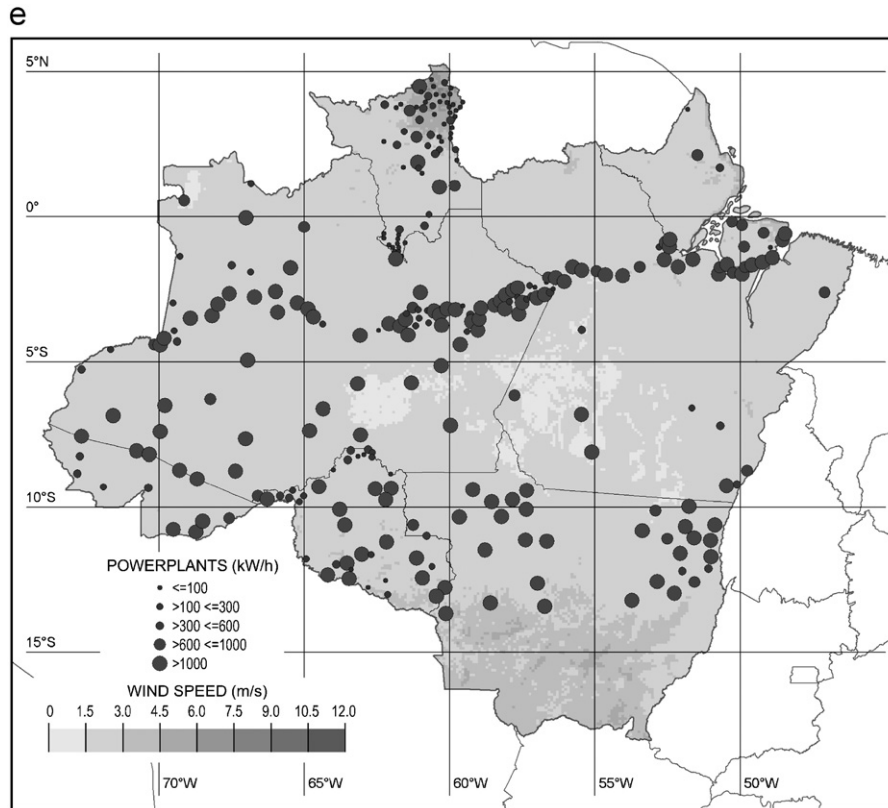 e
5°N
0°
5°S
10°S
POWERPLANTS (kW/h)
<=100
>100 <=300
>300 <=600
>600 <=1000
>1000
15°S
WIND SPEED (m/s)
0 1.5 3.0 4.5 6.0 7.5 9.0 10.5 12.0
70°W 65°W 60°W 55°W 50°W